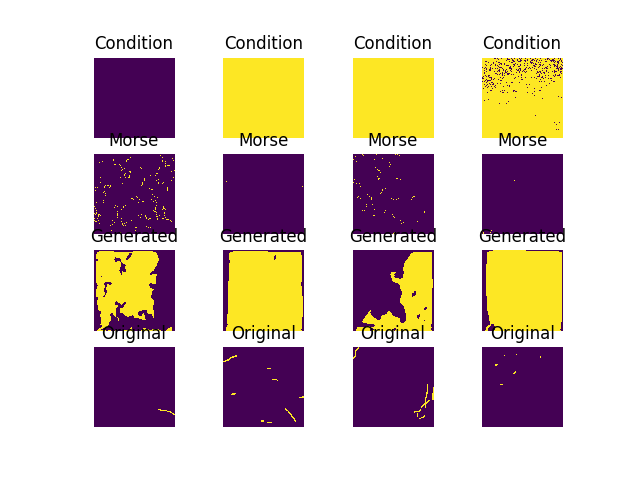 Condition Condition Condition Condition
Morse Morse Morse Morse
Generated Generated Generated Generated
Original Original Original Original